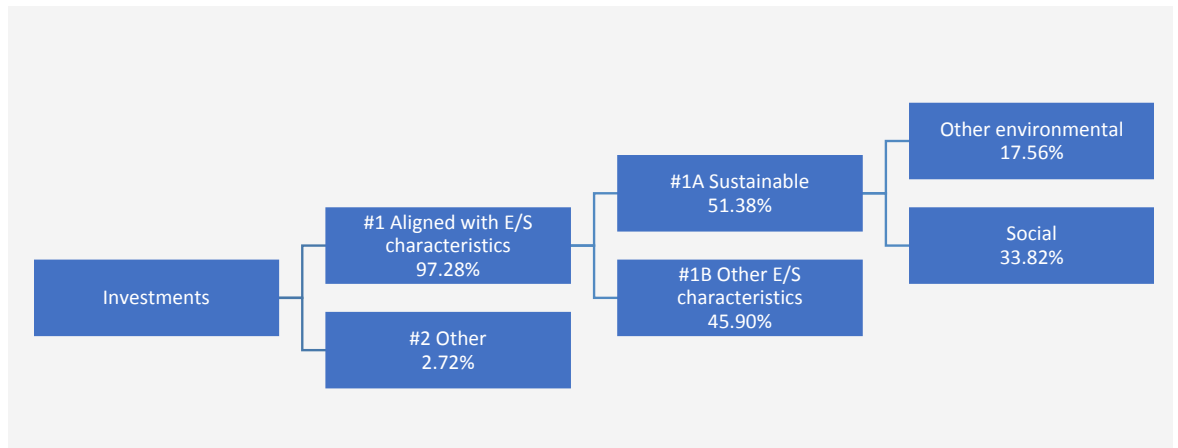 Investments
#1 Aligned with E/S
characteristics
97.28%
#2 Other
2.72%
#1A Sustainable
51.38%
#1B Other E/S
characteristics
45.90%
Other environmental
17.56%
Social
33.82%